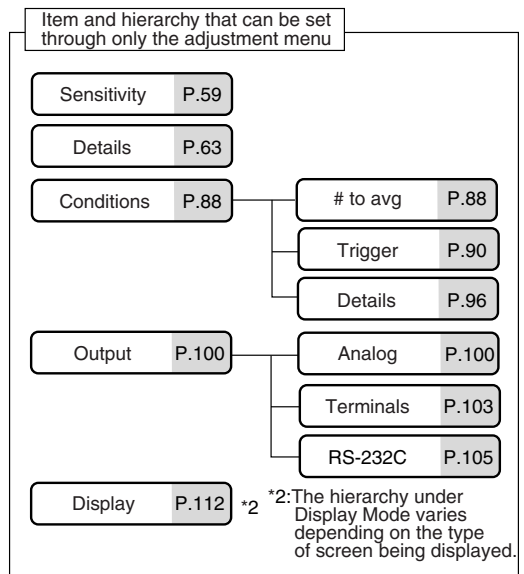 Item and hierarchy that can be set
through only the adjustment menu
Sensitivity P.59
Details P.63
Conditions P.88
# to avg P.88
Trigger P.90
Details P.96
Output P.100
Analog P.100
Terminals P.103
RS-232C P.105
Display P.112 *2
*2:The hierarchy under
Display Mode varies
depending on the type
of screen being displayed.